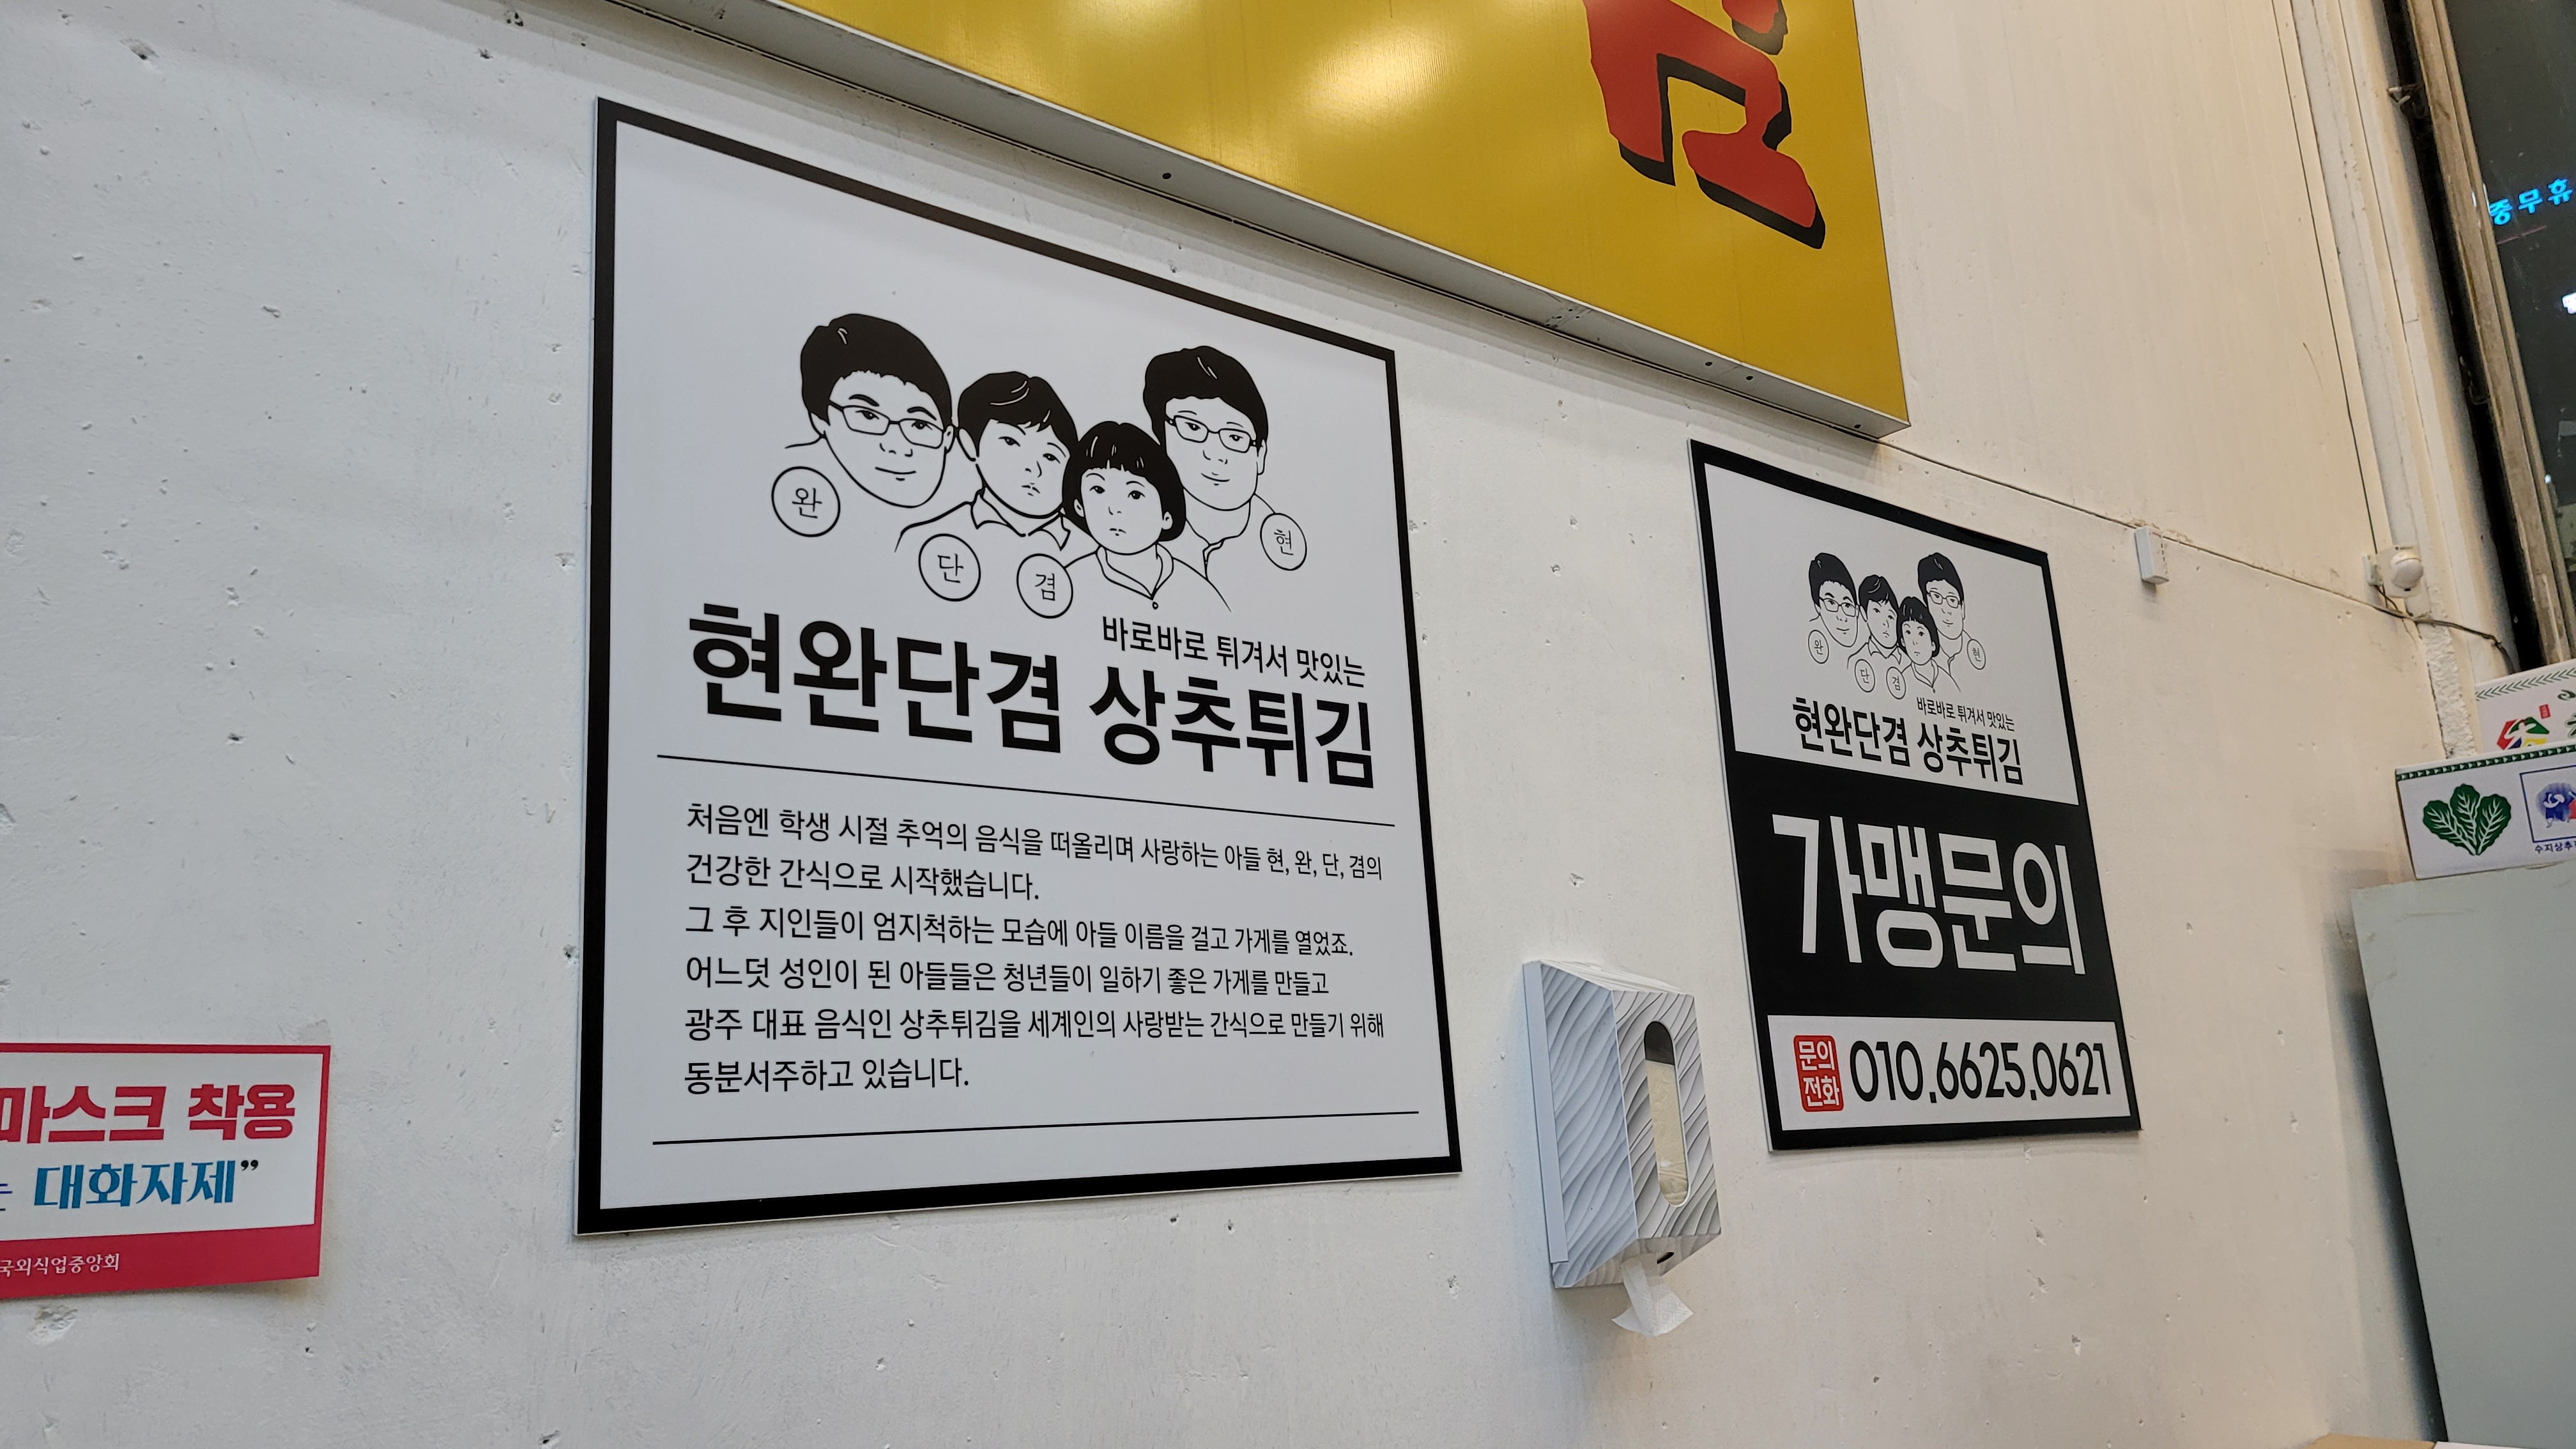 완
단
겸
현
바로바로 튀겨서 맛있는
현완단겸 상추튀김
처음엔 학생 시절 추억의 음식을 떠올리며 사랑하는 아들 현, 완, 단, 겸의
건강한 간식으로 시작했습니다.
그 후 지인들이 엄지척하는 모습에 아들 이름을 걸고 가게를 열었죠.
어느덧 성인이 된 아들들은 청년들이 일하기 좋은 가게를 만들고
광주 대표 음식인 상추튀김을 세계인의 사랑받는 간식으로 만들기 위해
동분서주하고 있습니다.
완
단
겸
현
바로바로 튀겨서 맛있는
현완단겸 상추튀김
가맹문의
문의
전화
010.6625.0621
마스크 착용
는 대화자제”
국외식업중앙회
중무휴
수지상추